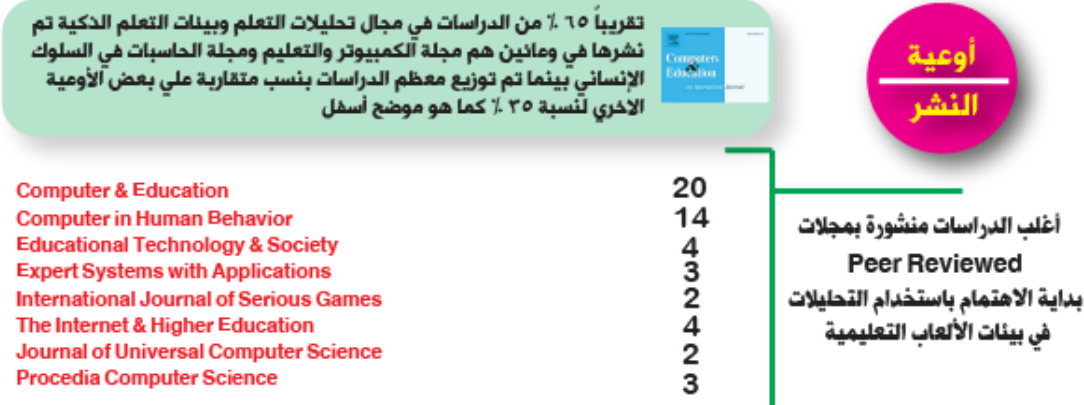 أوعية
النشر
تقريباً ٦٥ ٪ من الدراسات في مجال تحليلات التعلم وبيئات التعلم الذكية تم
نشرها في وعائين هم مجلة الكمبيوتر والتعليم ومجلة الحاسبات في السلوك
الإنساني بينما تم توزيع معظم الدراسات بنسب متقاربة علي بعض الأوعية
الاخري لنسبة ٣٥ ٪ كما هو موضح أسفل
Computers
&
Education
أغلب الدراسات منشورة بمجلات
Peer Reviewed
بداية الاهتمام باستخدام التحليلات
في بيئات الألعاب التعليمية
Computer & Education 20
Computer in Human Behavior 14
Educational Technology & Society 4
Expert Systems with Applications 3
International Journal of Serious Games 2
The Internet & Higher Education 4
Journal of Universal Computer Science 2
Procedia Computer Science 3